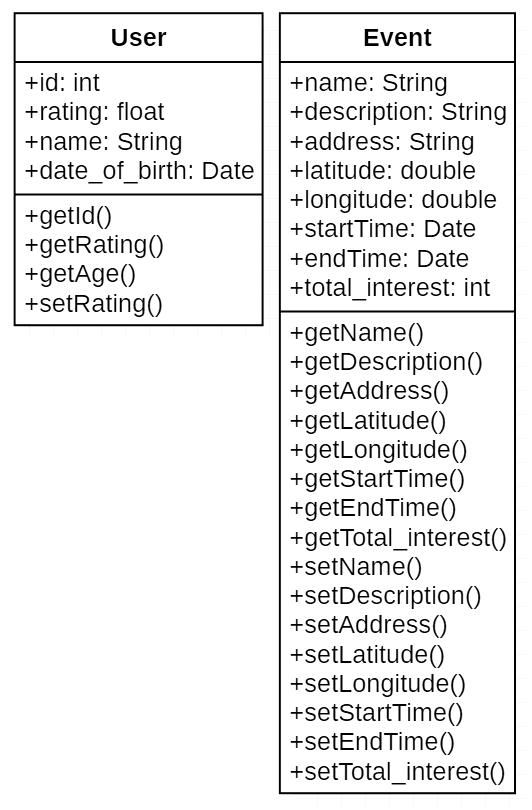 User
+id: int
+rating: float
+name: String
+date_of_birth: Date
+getId()
+getRating()
+getAge()
+setRating()
Event
+name: String
+description: String
+address: String
+latitude: double
+longitude: double
+startTime: Date
+endTime: Date
+total_interest: int
+getName()
+getDescription()
+getAddress()
+getLatitude()
+getLongitude()
+getStartTime()
+getEndTime()
+getTotal_interest()
+setName()
+setDescription()
+setAddress()
+setLatitude()
+setLongitude()
+setStartTime()
+setEndTime()
+setTotal_interest()